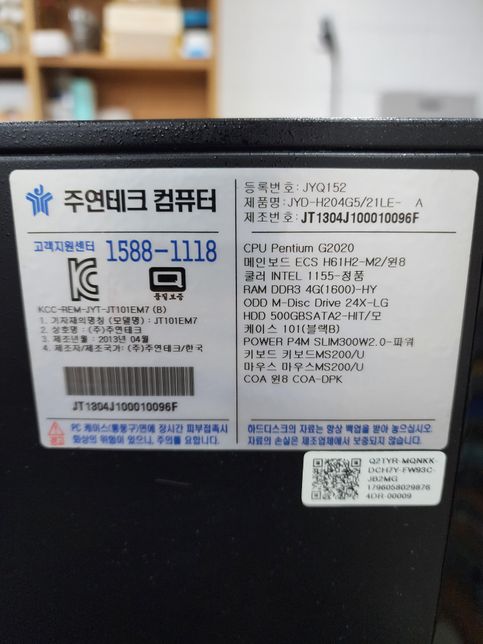 주연테크 컴퓨터
고객지원센터 1588-1118
품질보증
KCC-REM-JYT-JT101EM7 (B)
1. 기자재의명칭 (모델명) : JT101EM7
2. 상호명 : (주)주연테크
3. 제조년월 : 2013년 04월
4. 제조자/제조국가: (주)주연테크/한국
JT1304J100010096F
PC 케이스(통풍구)면에 장시간 피부접촉시
화상의 위험이 있으나, 주의를 요합니다.
등록번호: JYQ152
제품명: JYD-H204G5/21LE- A
제조번호: JT1304J100010096F
CPU Pentium G2020
메인보드 ECS H61H2-M2/윈8
쿨러 INTEL 1155-정품
RAM DDR3 4G(1600)-HY
ODD M-Disc Drive 24X-LG
HDD 500GBSATA2-HIT/모
케이스 101(블랙B)
POWER P4M SLIM300W2.0-파워
키보드 키보드MS200/U
마우스 마우스MS200/U
COA 윈8 COA-DPK
하드디스크의 자료는 항상 백업을 받아 놓으십시오.
자료의 손실은 제조업체에서 보증되지 않습니다.
Q2TYR-MQNKK-
DCH7Y-FW93C-
JB2MG
1796058029876
4DR-00009